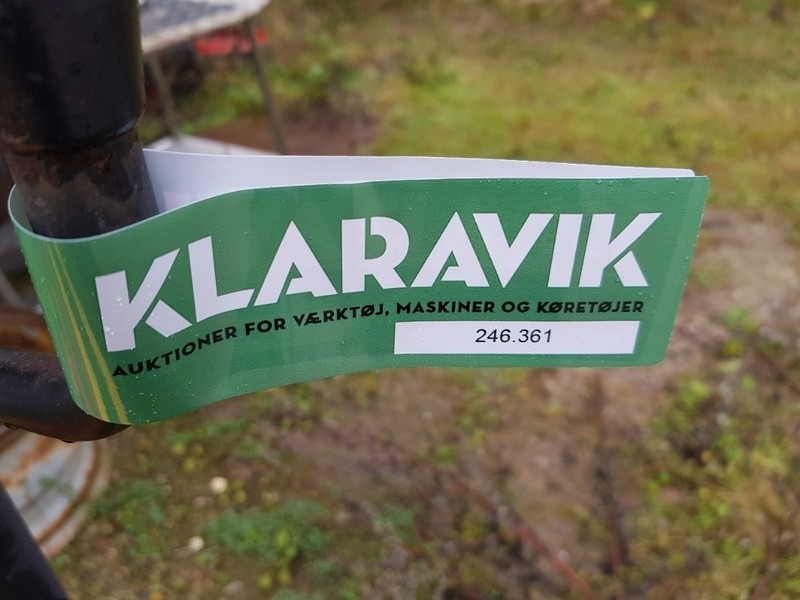 KLARAVIK
AUKTIONER FOR VÆRKTØJ, MASKINER OG KØRETØJER
246.361